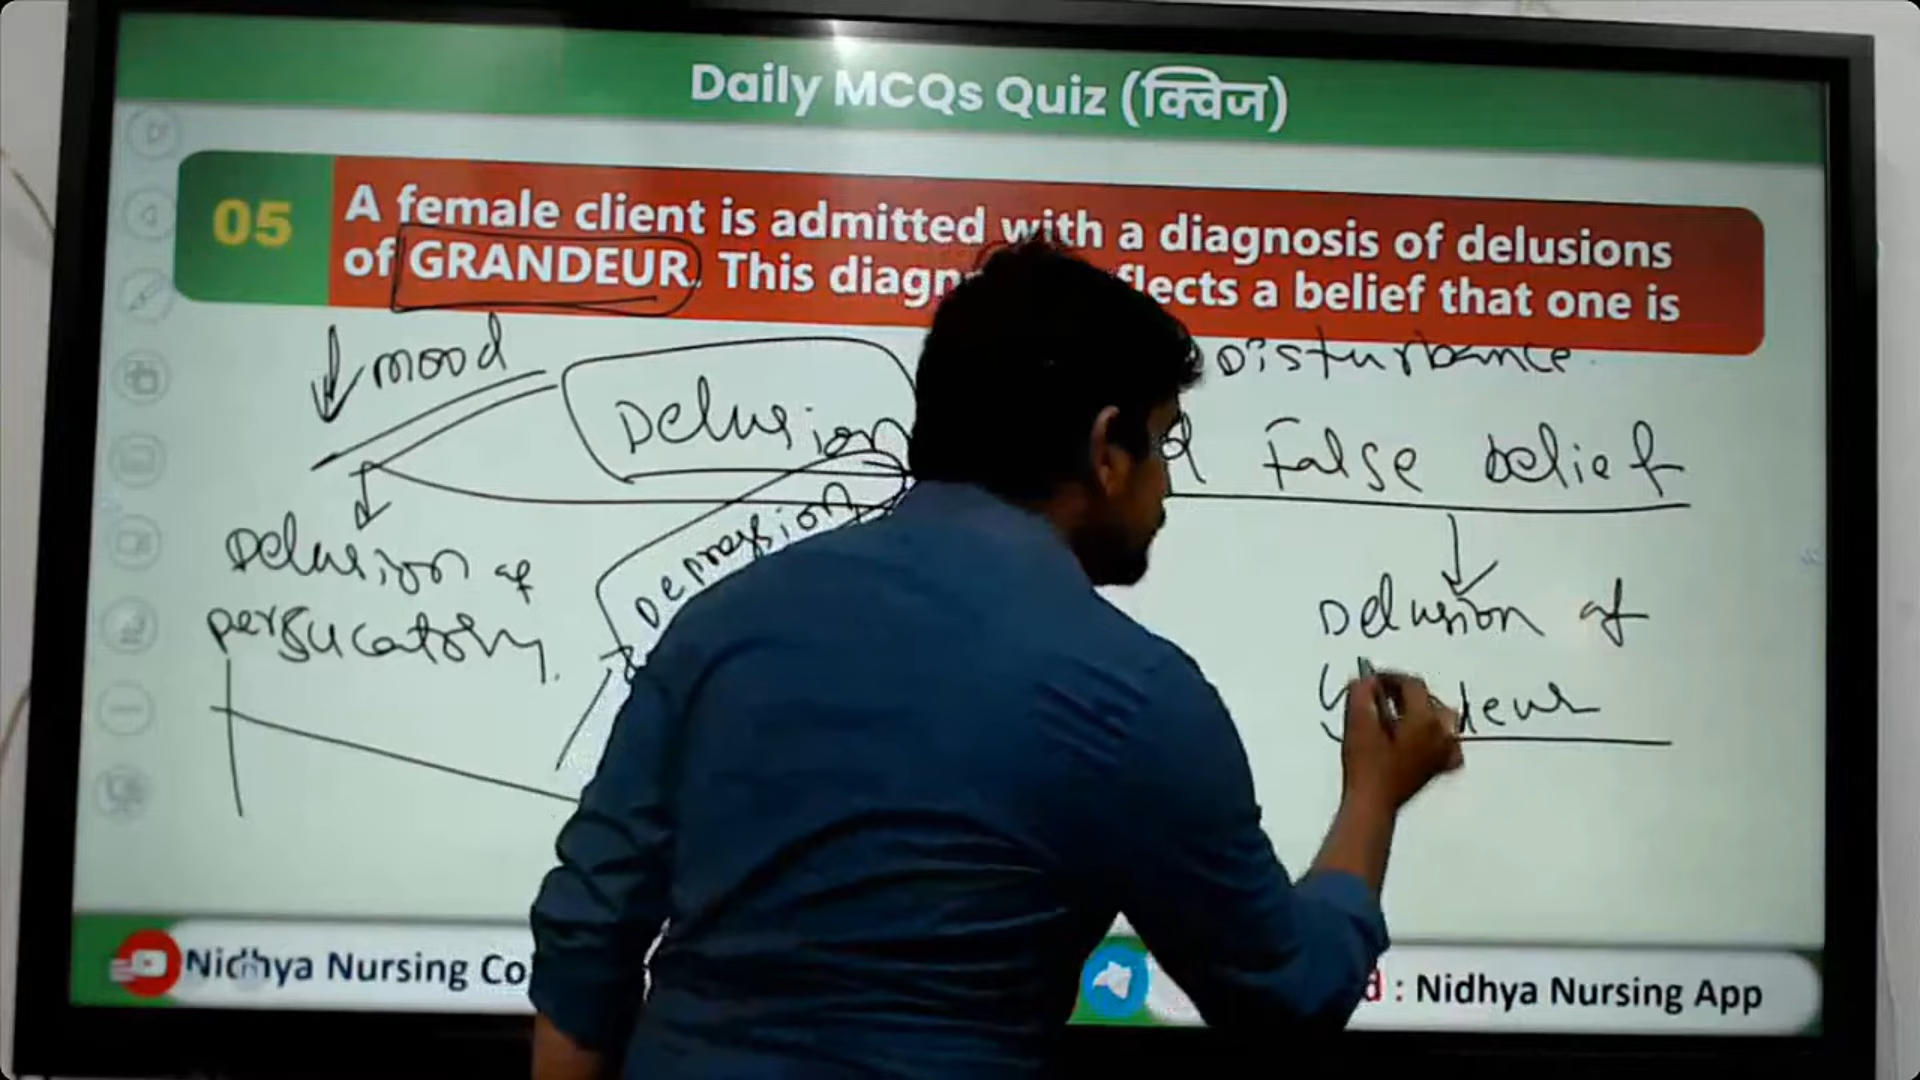 Daily MCQs Quiz (क्विज)
05
A female client is admitted with a diagnosis of delusions
of GRANDEUR. This diagn flects a belief that one is
Disturbance
↓ mood
Delusion
False belief
Depression
Delusion of
persucatory.
Delusion of
deur
Nidhya Nursing Co
d : Nidhya Nursing App